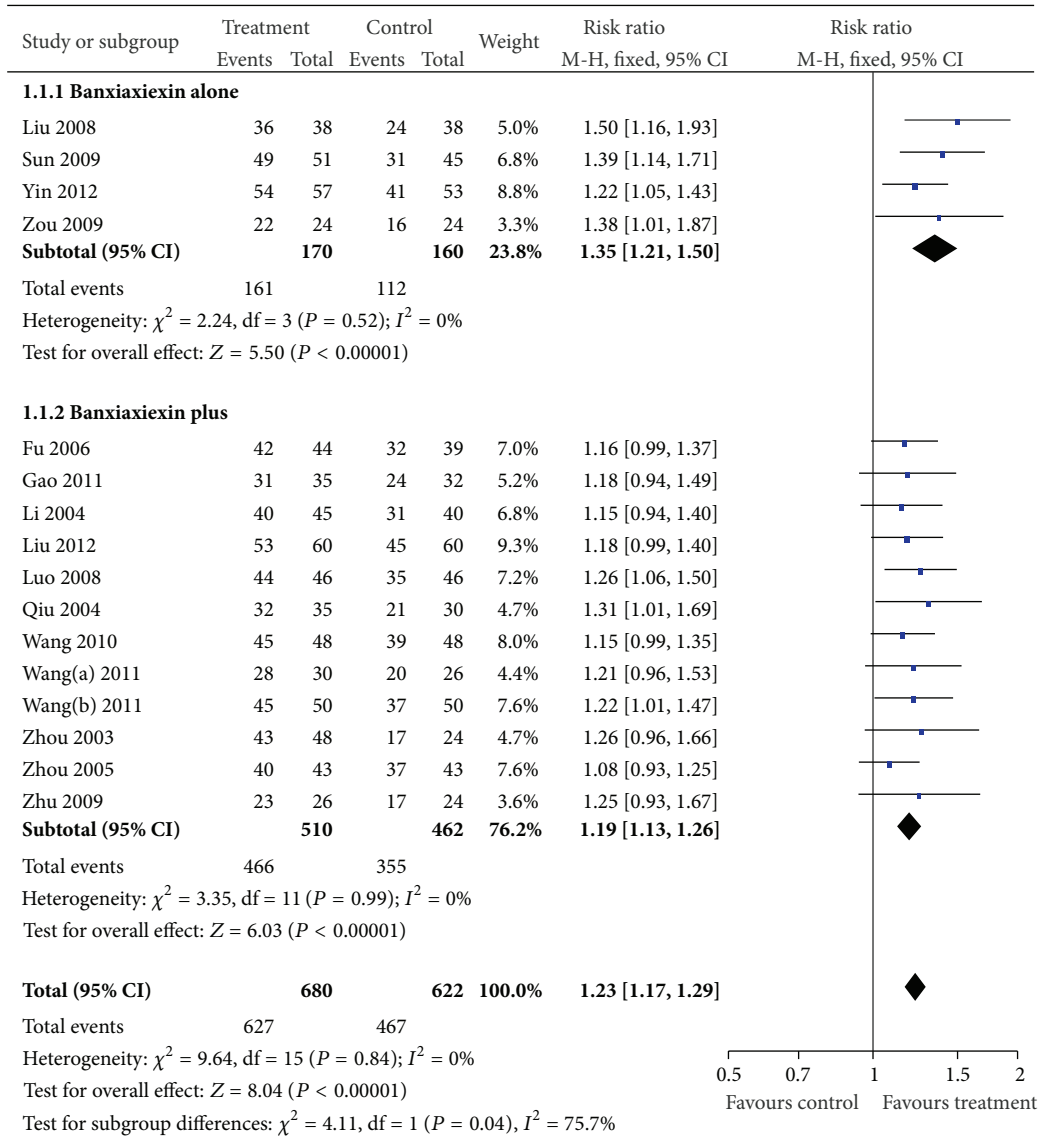 Study or subgroup Treatment Control Weight Risk ratio Risk ratio
Events Total Events Total M-H, fixed, 95% CI M-H, fixed, 95% CI
1.1.1 Banxiaxiexin alone
Liu 2008 36 38 24 38 5.0% 1.50 [1.16, 1.93]
Sun 2009 49 51 31 45 6.8% 1.39 [1.14, 1.71]
Yin 2012 54 57 41 53 8.8% 1.22 [1.05, 1.43]
Zou 2009 22 24 16 24 3.3% 1.38 [1.01, 1.87]
Subtotal (95% CI) 170 160 23.8% 1.35 [1.21, 1.50]
Total events 161 112
Heterogeneity: χ² = 2.24, df = 3 (P = 0.52); I² = 0%
Test for overall effect: Z = 5.50 (P < 0.00001)
1.1.2 Banxiaxiexin plus
Fu 2006 42 44 32 39 7.0% 1.16 [0.99, 1.37]
Gao 2011 31 35 24 32 5.2% 1.18 [0.94, 1.49]
Li 2004 40 45 31 40 6.8% 1.15 [0.94, 1.40]
Liu 2012 53 60 45 60 9.3% 1.18 [0.99, 1.40]
Luo 2008 44 46 35 46 7.2% 1.26 [1.06, 1.50]
Qiu 2004 32 35 21 30 4.7% 1.31 [1.01, 1.69]
Wang 2010 45 48 39 48 8.0% 1.15 [0.99, 1.35]
Wang(a) 2011 28 30 20 26 4.4% 1.21 [0.96, 1.53]
Wang(b) 2011 45 50 37 50 7.6% 1.22 [1.01, 1.47]
Zhou 2003 43 48 17 24 4.7% 1.26 [0.96, 1.66]
Zhou 2005 40 43 37 43 7.6% 1.08 [0.93, 1.25]
Zhu 2009 23 26 17 24 3.6% 1.25 [0.93, 1.67]
Subtotal (95% CI) 510 462 76.2% 1.19 [1.13, 1.26]
Total events 466 355
Heterogeneity: χ² = 3.35, df = 11 (P = 0.99); I² = 0%
Test for overall effect: Z = 6.03 (P < 0.00001)
Total (95% CI) 680 622 100.0% 1.23 [1.17, 1.29]
Total events 627 467
Heterogeneity: χ² = 9.64, df = 15 (P = 0.84); I² = 0%
Test for overall effect: Z = 8.04 (P < 0.00001)
Test for subgroup differences: χ² = 4.11, df = 1 (P = 0.04), I² = 75.7%
0.5 0.7 1 1.5 2
Favours control Favours treatment